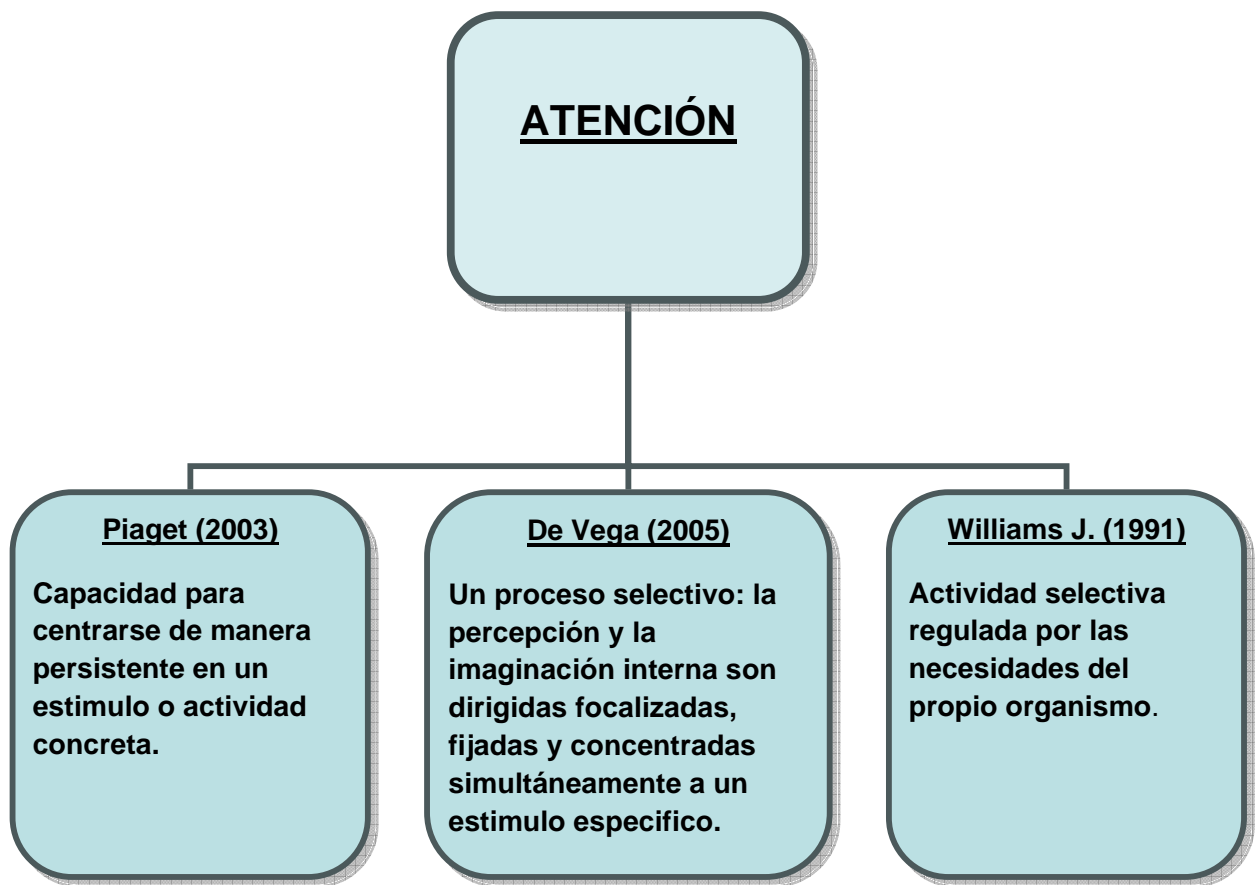 ATENCIÓN
Piaget (2003)
Capacidad para
centrarse de manera
persistente en un
estimulo o actividad
concreta.
De Vega (2005)
Un proceso selectivo: la
percepción y la
imaginación interna son
dirigidas focalizadas,
fijadas y concentradas
simultáneamente a un
estimulo especifico.
Williams J. (1991)
Actividad selectiva
regulada por las
necesidades del
propio organismo.